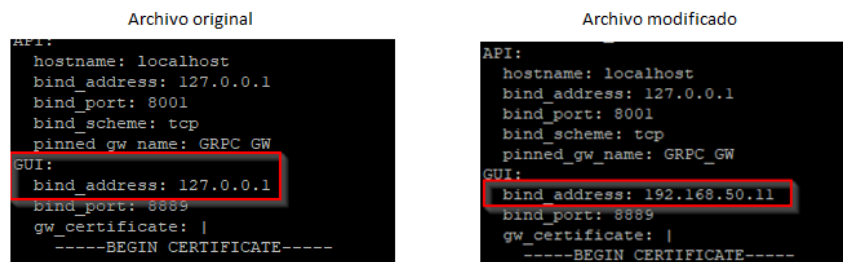 Archivo original
API:
hostname: localhost
bind_address: 127.0.0.1
bind_port: 8001
bind_scheme: tcp
pinned_gw_name: GRPC_GW
GUI:
bind_address: 127.0.0.1
bind_port: 8889
gw_certificate: |
-----BEGIN CERTIFICATE-----
Archivo modificado
API:
hostname: localhost
bind_address: 127.0.0.1
bind_port: 8001
bind_scheme: tcp
pinned_gw_name: GRPC_GW
GUI:
bind_address: 192.168.50.11
bind_port: 8889
gw_certificate: |
-----BEGIN CERTIFICATE-----